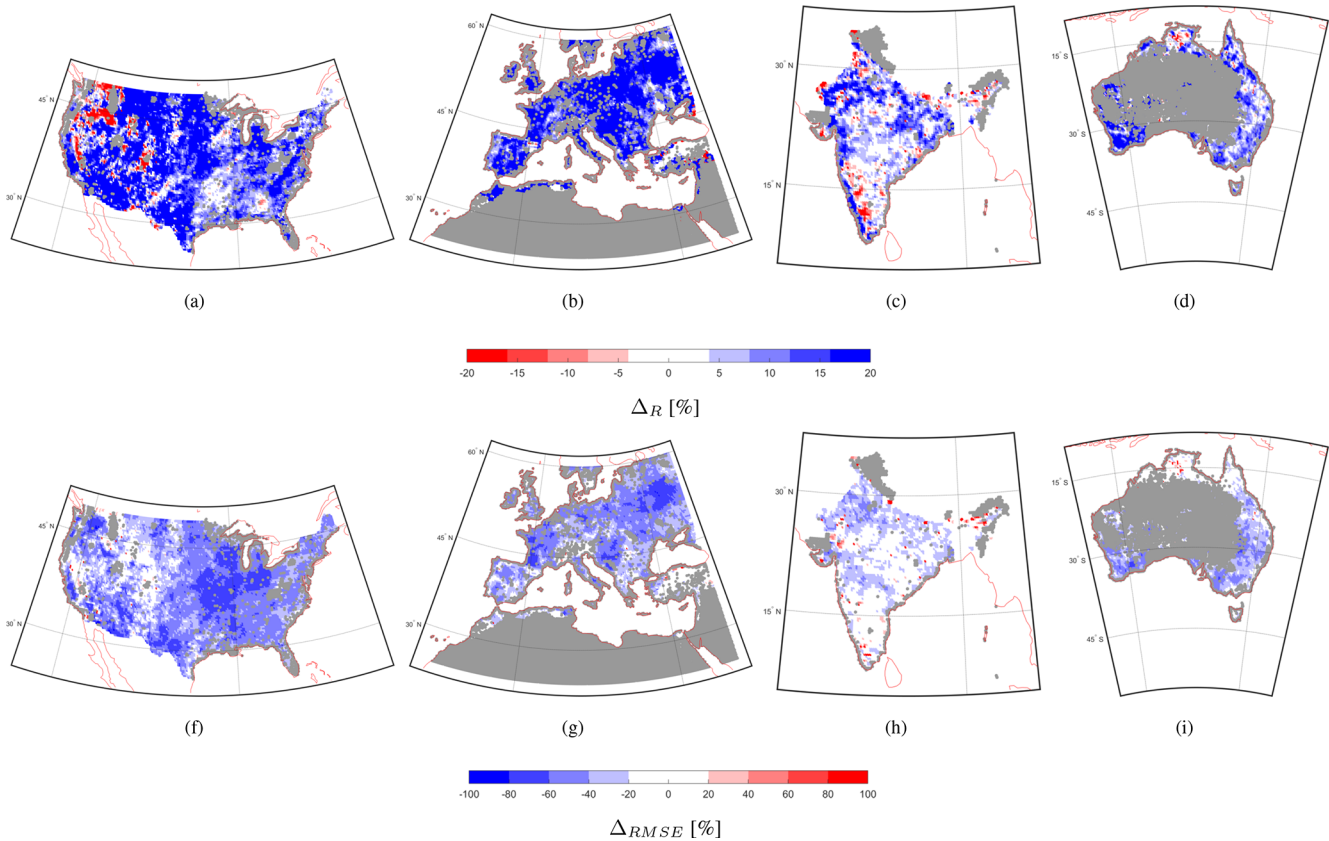 60° N
45° N
30° N
45° N
30° N
30° N
15° N
15° S
30° S
45° S
(a) (b) (c) (d)
-20 -15 -10 -5 0 5 10 15 20
Δ_R [%]
60° N
45° N
30° N
45° N
30° N
30° N
15° N
15° S
30° S
45° S
(f) (g) (h) (i)
-100 -80 -60 -40 -20 0 20 40 60 80 100
Δ_RMSE [%]